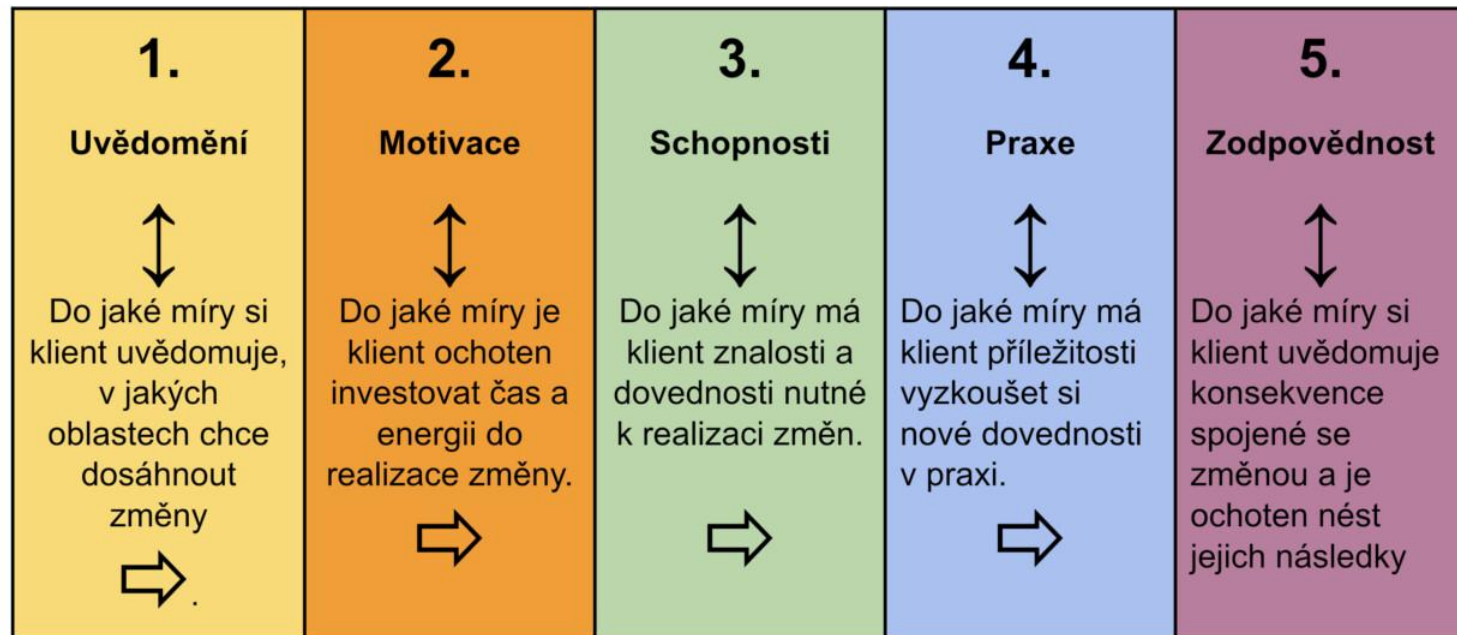 1.
Uvědomění
Do jaké míry si
klient uvědomuje,
v jakých
oblastech chce
dosáhnout
změny
.
2.
Motivace
Do jaké míry je
klient ochoten
investovat čas a
energii do
realizace změny.
3.
Schopnosti
Do jaké míry má
klient znalosti a
dovednosti nutné
k realizaci změn.
4.
Praxe
Do jaké míry má
klient příležitosti
vyzkoušet si
nové dovednosti
v praxi.
5.
Zodpovědnost
Do jaké míry si
klient uvědomuje
konsekvence
spojené se
změnou a je
ochoten nést
jejich následky